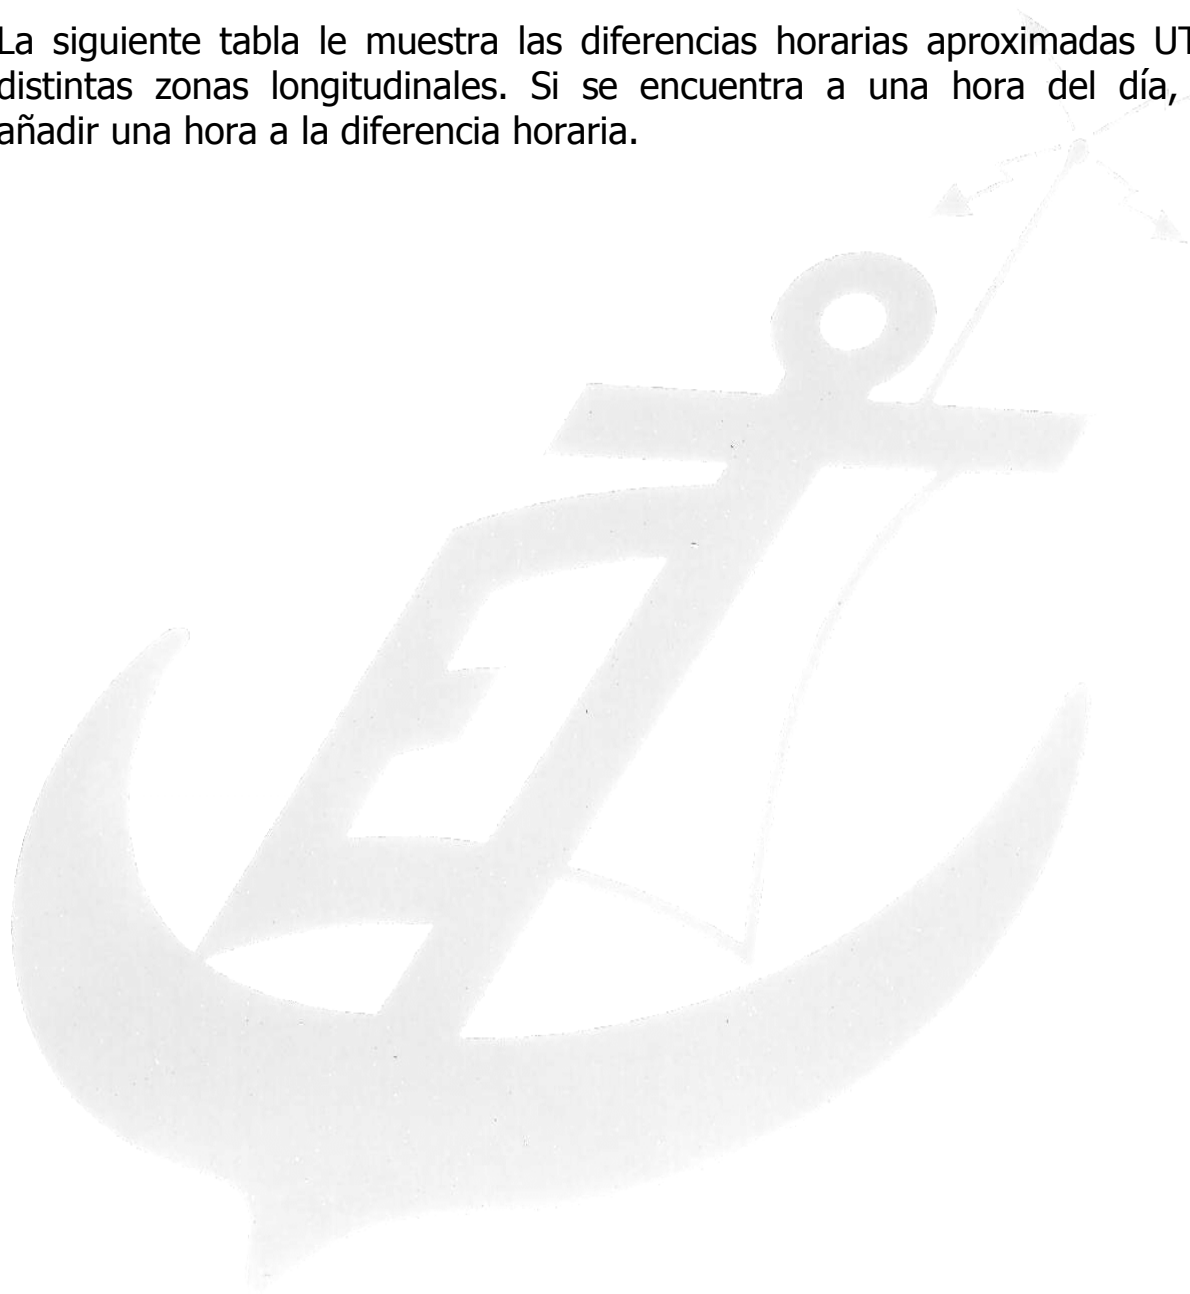 La siguiente tabla le muestra las diferencias horarias aproximadas UT
distintas zonas longitudinales. Si se encuentra a una hora del día,
añadir una hora a la diferencia horaria.